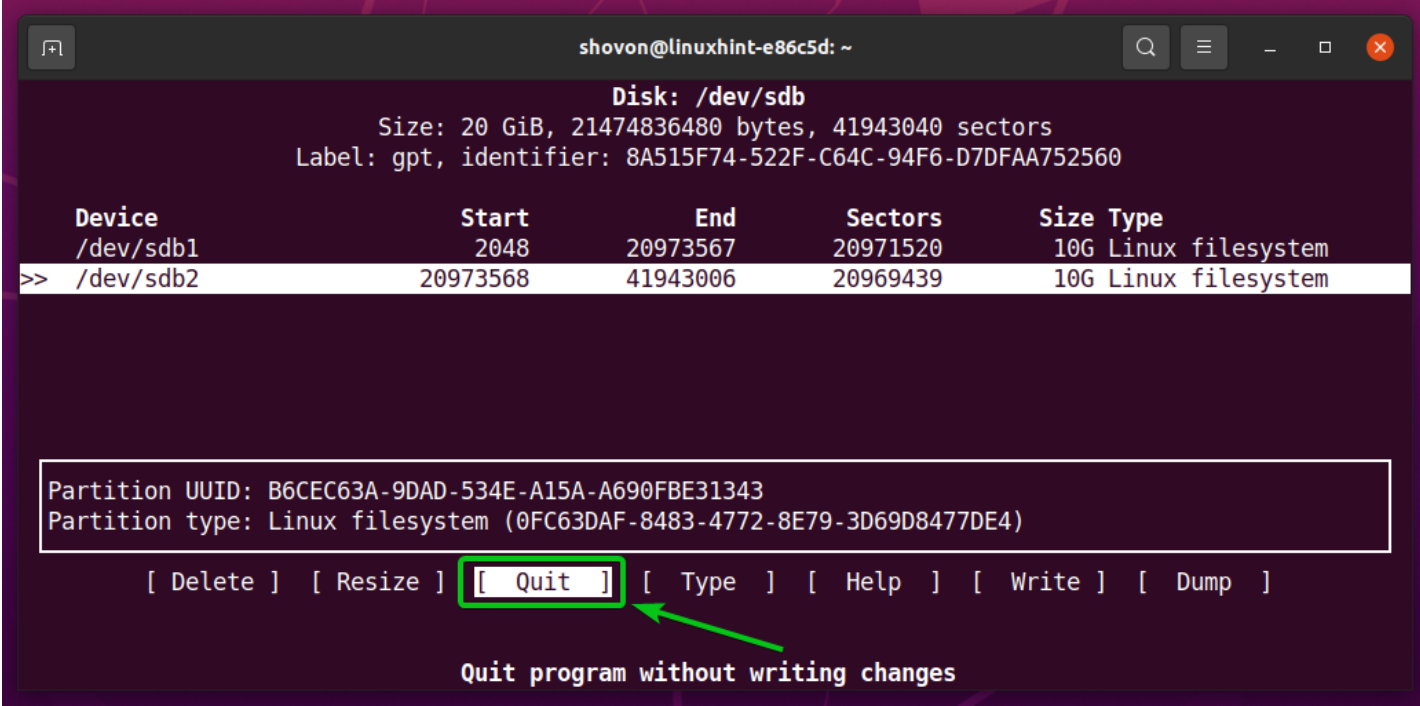 shovon@linuxhint-e86c5d: ~
Disk: /dev/sdb
Size: 20 GiB, 21474836480 bytes, 41943040 sectors
Label: gpt, identifier: 8A515F74-522F-C64C-94F6-D7DFAA752560
Device Start End Sectors Size Type
/dev/sdb1 2048 20973567 20971520 10G Linux filesystem
>> /dev/sdb2 20973568 41943006 20969439 10G Linux filesystem
Partition UUID: B6CEC63A-9DAD-534E-A15A-A690FBE31343
Partition type: Linux filesystem (0FC63DAF-8483-4772-8E79-3D69D8477DE4)
[ Delete ] [ Resize ] [ Quit ] [ Type ] [ Help ] [ Write ] [ Dump ]
Quit program without writing changes